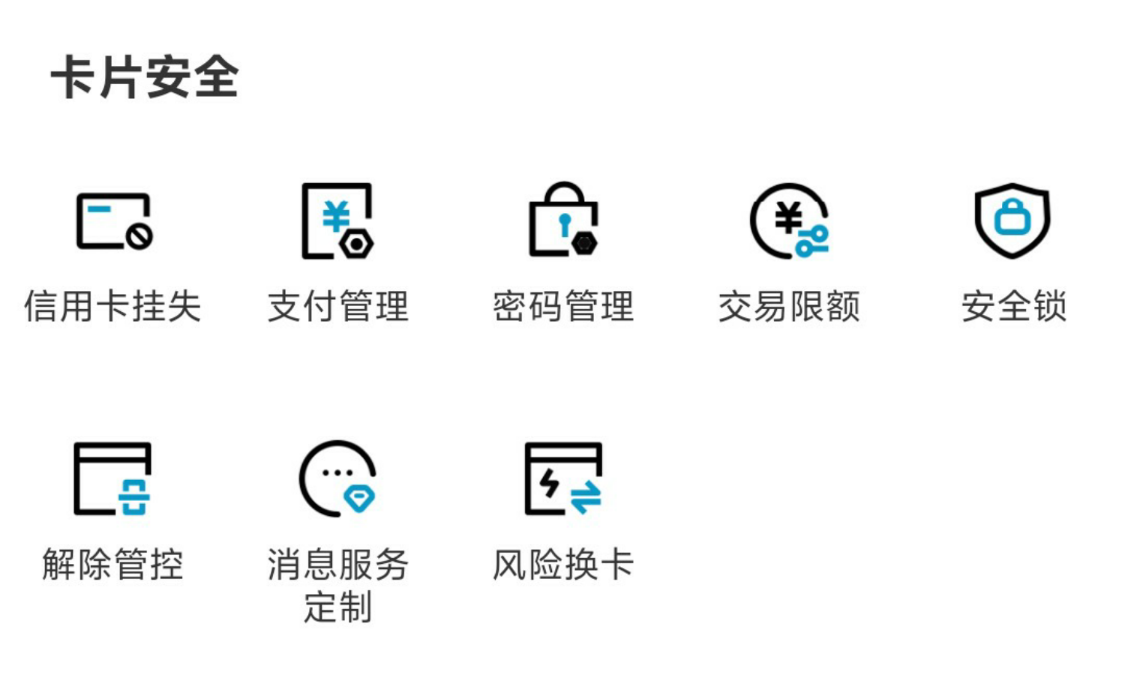 卡片安全
信用卡挂失
支付管理
密码管理
交易限额
安全锁
解除管控
消息服务
定制
风险换卡